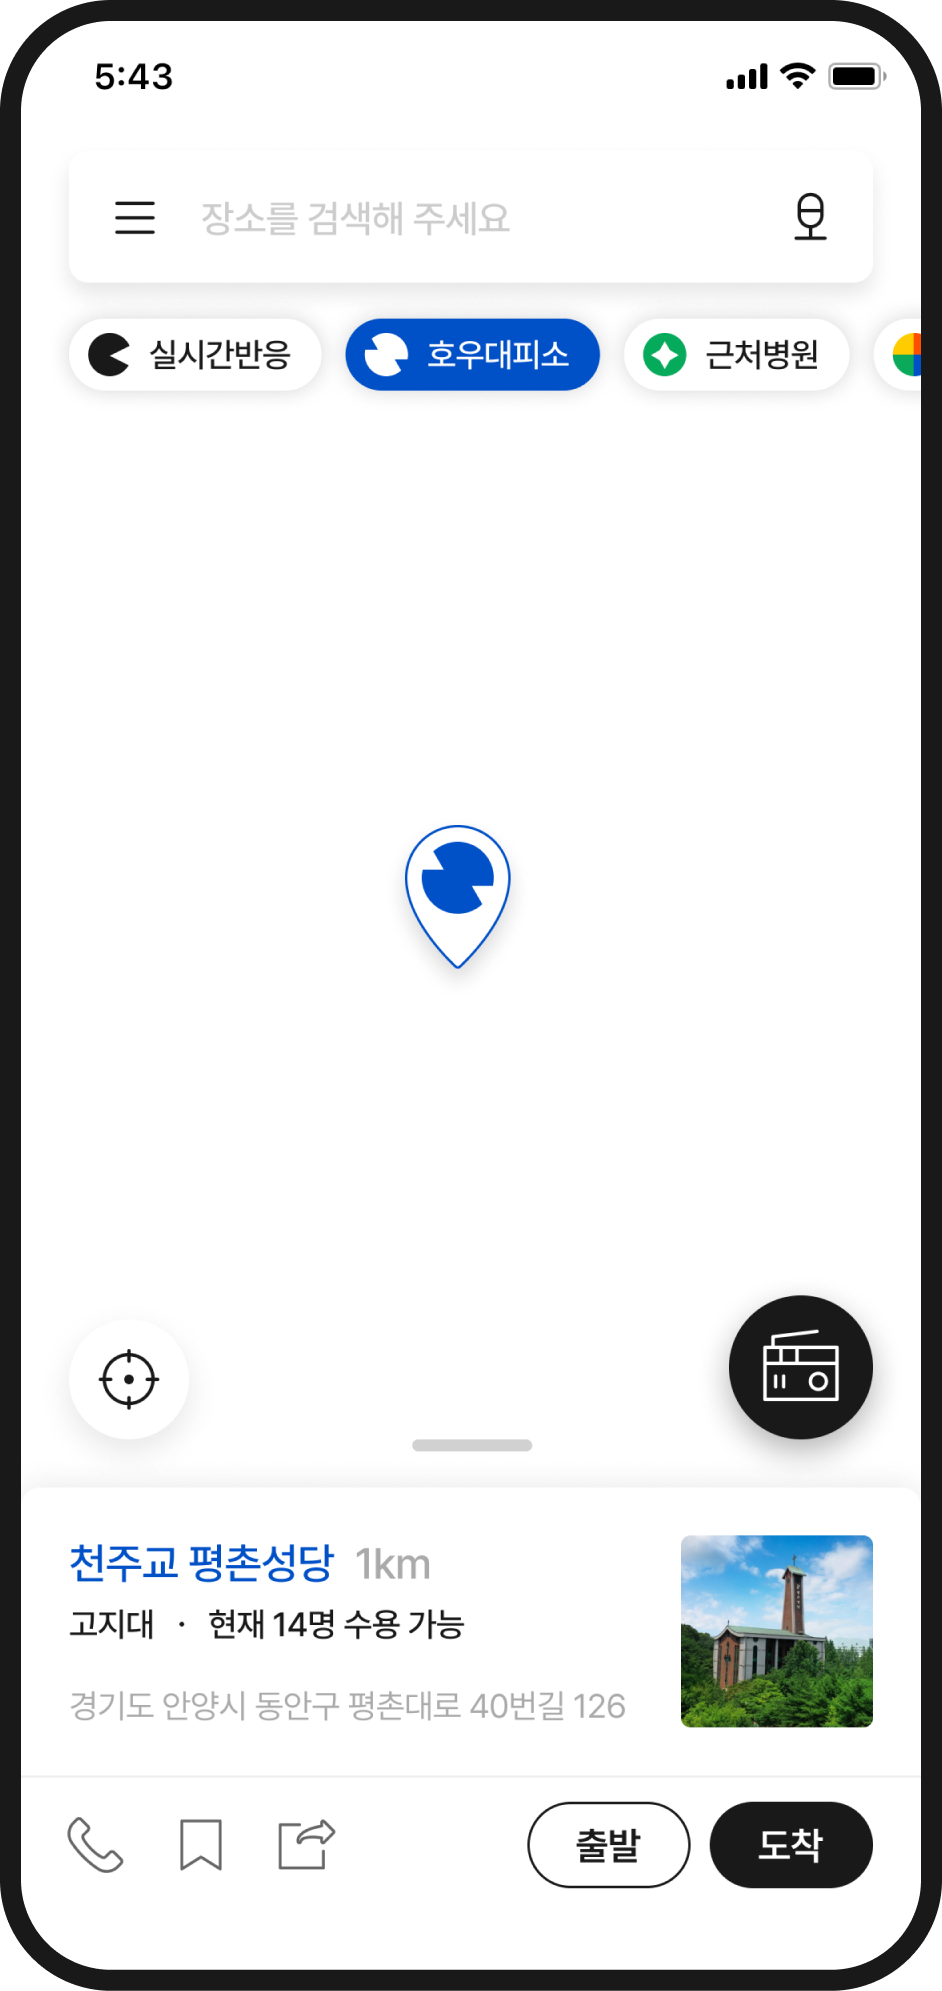 5:43
장소를 검색해 주세요
실시간반응
호우대피소
근처병원
천주교 평촌성당 1km
고지대 · 현재 14명 수용 가능
경기도 안양시 동안구 평촌대로 40번길 126
출발
도착